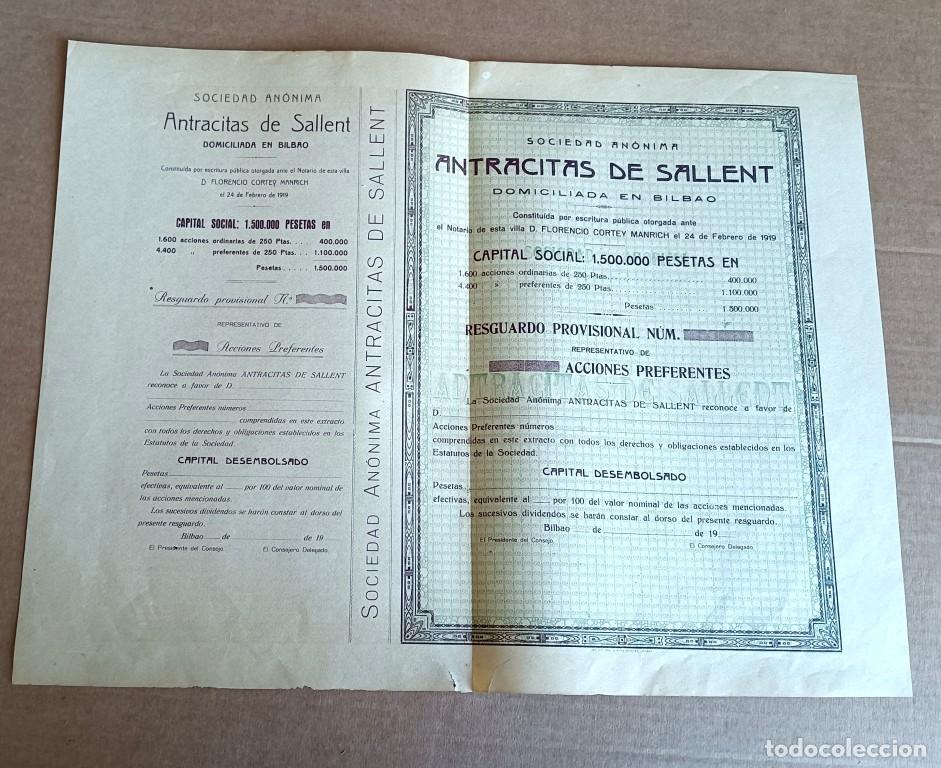 SOCIEDAD ANÓNIMA
Antracitas de Sallent
DOMICILIADA EN BILBAO
Constituída por escritura pública otorgada ante el Notario de esta villa
D. FLORENCIO CORTEY MANRICH
el 24 de Febrero de 1919
CAPITAL SOCIAL: 1.500.000 PESETAS en
1.600 acciones ordinarias de 250 Ptas. . . . 400.000
4.400 „ preferentes de 250 Ptas. . . 1.100.000
Pesetas . . . . . 1.500.000
Resguardo provisional N.º
REPRESENTATIVO DE
Acciones Preferentes
La Sociedad Anónima ANTRACITAS DE SALLENT
reconoce a favor de D.
Acciones Preferentes números
comprendidas en este extracto
con todos los derechos y obligaciones establecidos en los
Estatutos de la Sociedad.
CAPITAL DESEMBOLSADO
Pesetas
efectivas, equivalente al ___ por 100 del valor nominal de
las acciones mencionadas.
Los sucesivos dividendos se harán constar al dorso del
presente resguardo.
Bilbao ___ de ___ de 19
El Presidente del Consejo. El Consejero Delegado.
SOCIEDAD ANÓNIMA ANTRACITAS DE SALLENT
SOCIEDAD ANÓNIMA
ANTRACITAS DE SALLENT
DOMICILIADA EN BILBAO
Constituída por escritura pública otorgada ante
el Notario de esta villa D. FLORENCIO CORTEY MANRICH el 24 de Febrero de 1919
CAPITAL SOCIAL: 1.500.000 PESETAS EN
1.600 acciones ordinarias de 250 Ptas. . . . . . 400.000
4.400 » preferentes de 250 Ptas. . . . . . 1.100.000
Pesetas . . . . . . . . . 1.500.000
RESGUARDO PROVISIONAL NÚM.
REPRESENTATIVO DE
ACCIONES PREFERENTES
ANTRACITAS DE SALLENT
La Sociedad Anónima ANTRACITAS DE SALLENT reconoce a favor de
D.
Acciones Preferentes números
comprendidas en este extracto con todos los derechos y obligaciones establecidos en los
Estatutos de la Sociedad.
CAPITAL DESEMBOLSADO
Pesetas
efectivas, equivalente al ___ por 100 del valor nominal de las acciones mencionadas.
Los sucesivos dividendos se harán constar al dorso del presente resguardo.
Bilbao ___ de ___ de 19
El Presidente del Consejo. El Consejero Delegado.
todocoleccion